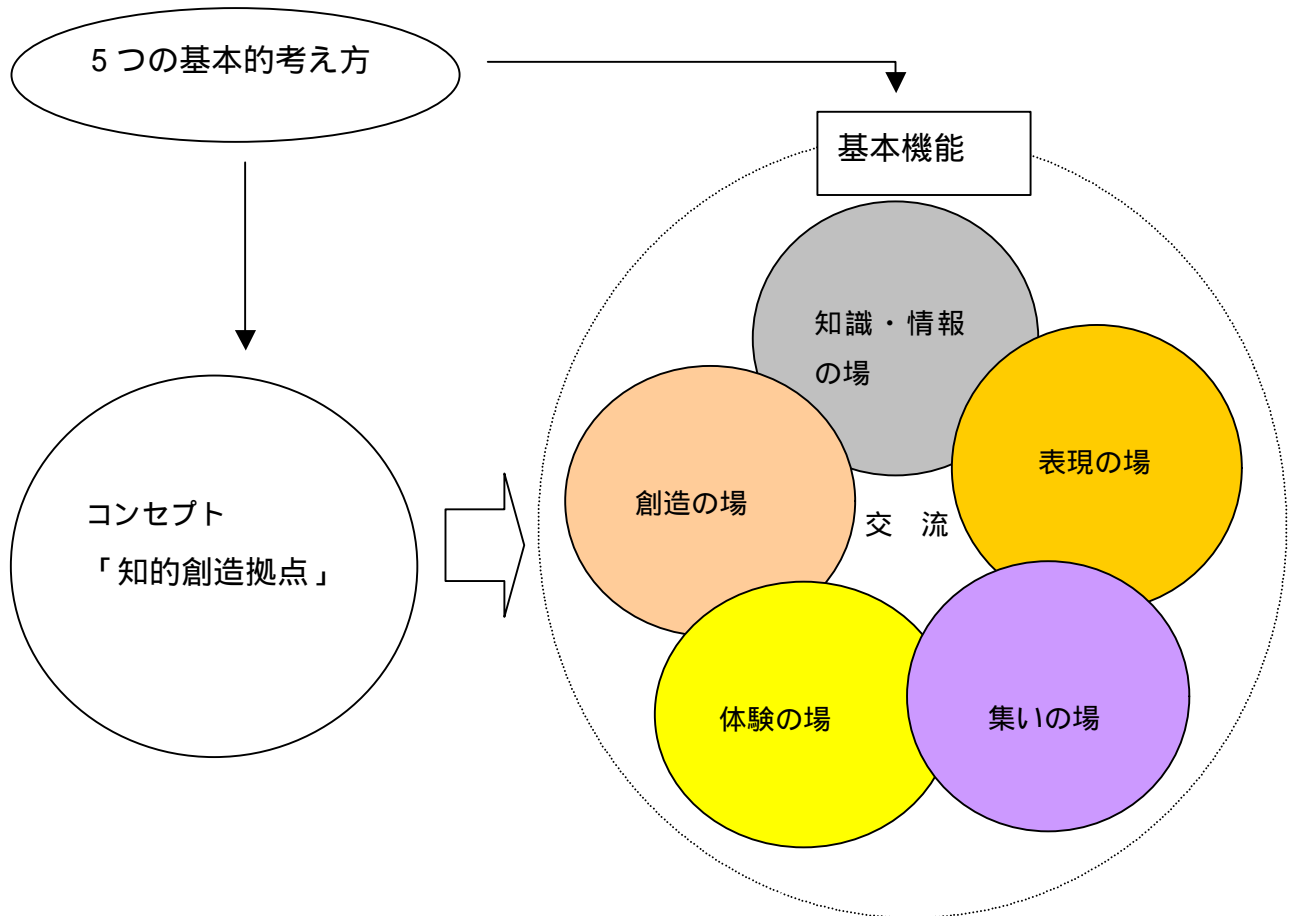 5つの基本的考え方
基本機能
知識・情報
の場
表現の場
創造の場
交　流
コンセプト
「知的創造拠点」
体験の場
集いの場